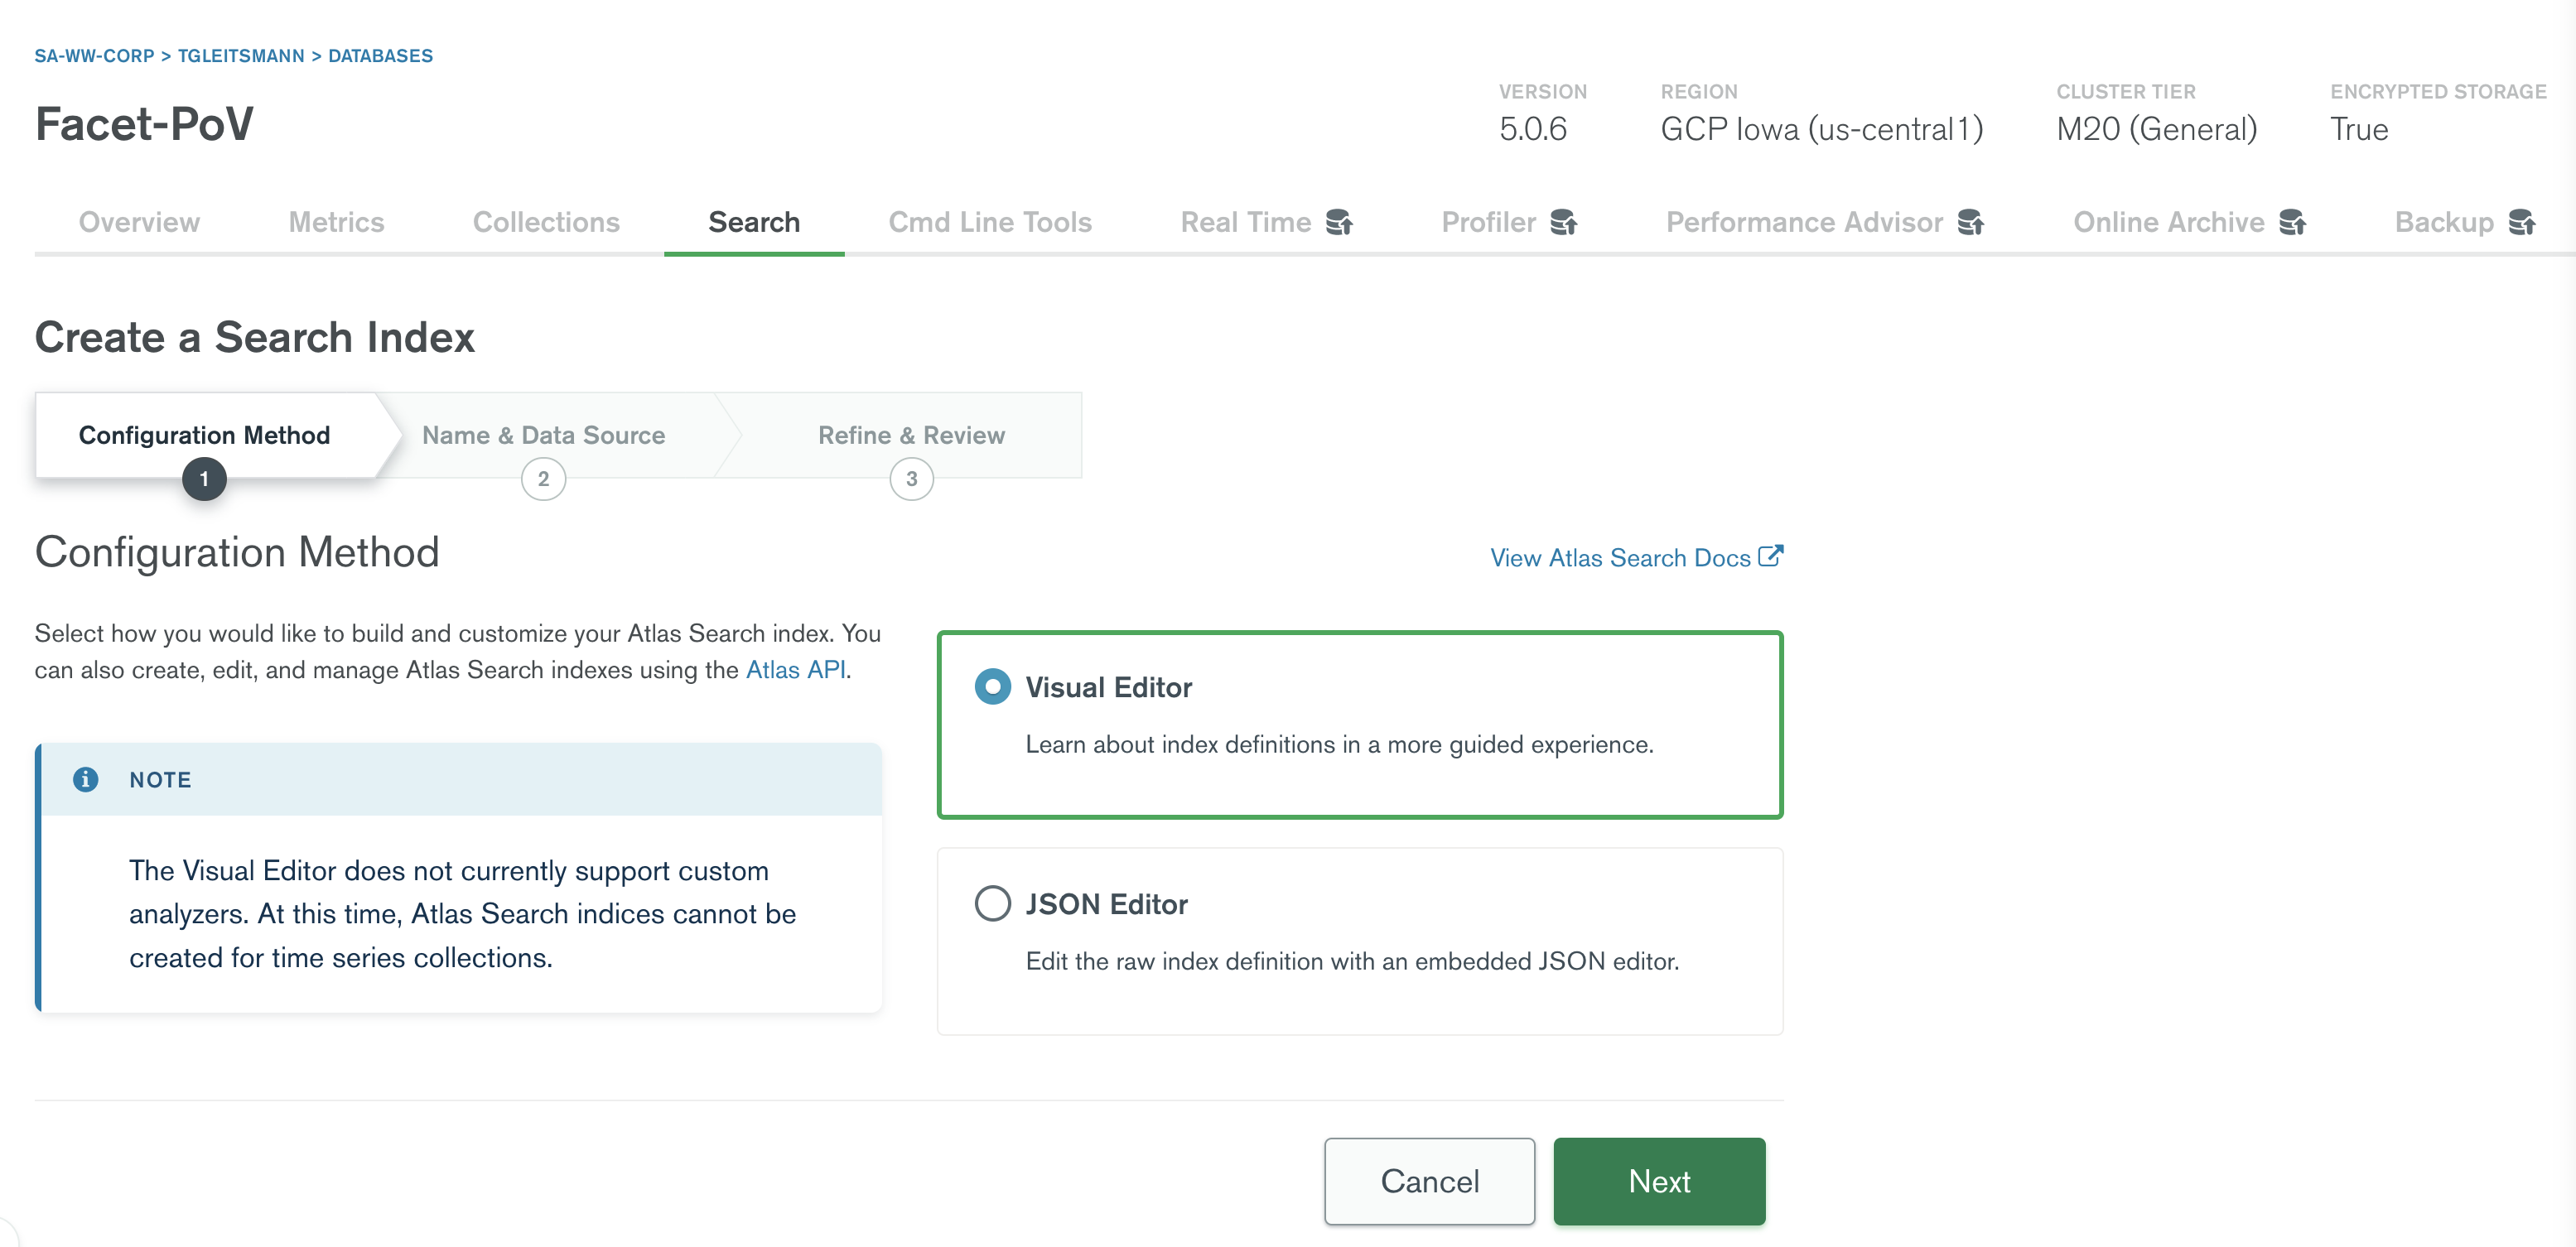 SA-WW-CORP > TGLEITSMANN > DATABASES
Facet-PoV
VERSION
5.0.6
REGION
GCP Iowa (us-central1)
CLUSTER TIER
M20 (General)
ENCRYPTED STORAGE
True
Overview Metrics Collections Search Cmd Line Tools Real Time Profiler Performance Advisor Online Archive Backup
Create a Search Index
Configuration Method Name & Data Source Refine & Review
1 2 3
Configuration Method
View Atlas Search Docs
Select how you would like to build and customize your Atlas Search index. You
can also create, edit, and manage Atlas Search indexes using the Atlas API.
NOTE
The Visual Editor does not currently support custom
analyzers. At this time, Atlas Search indices cannot be
created for time series collections.
Visual Editor
Learn about index definitions in a more guided experience.
JSON Editor
Edit the raw index definition with an embedded JSON editor.
Cancel Next